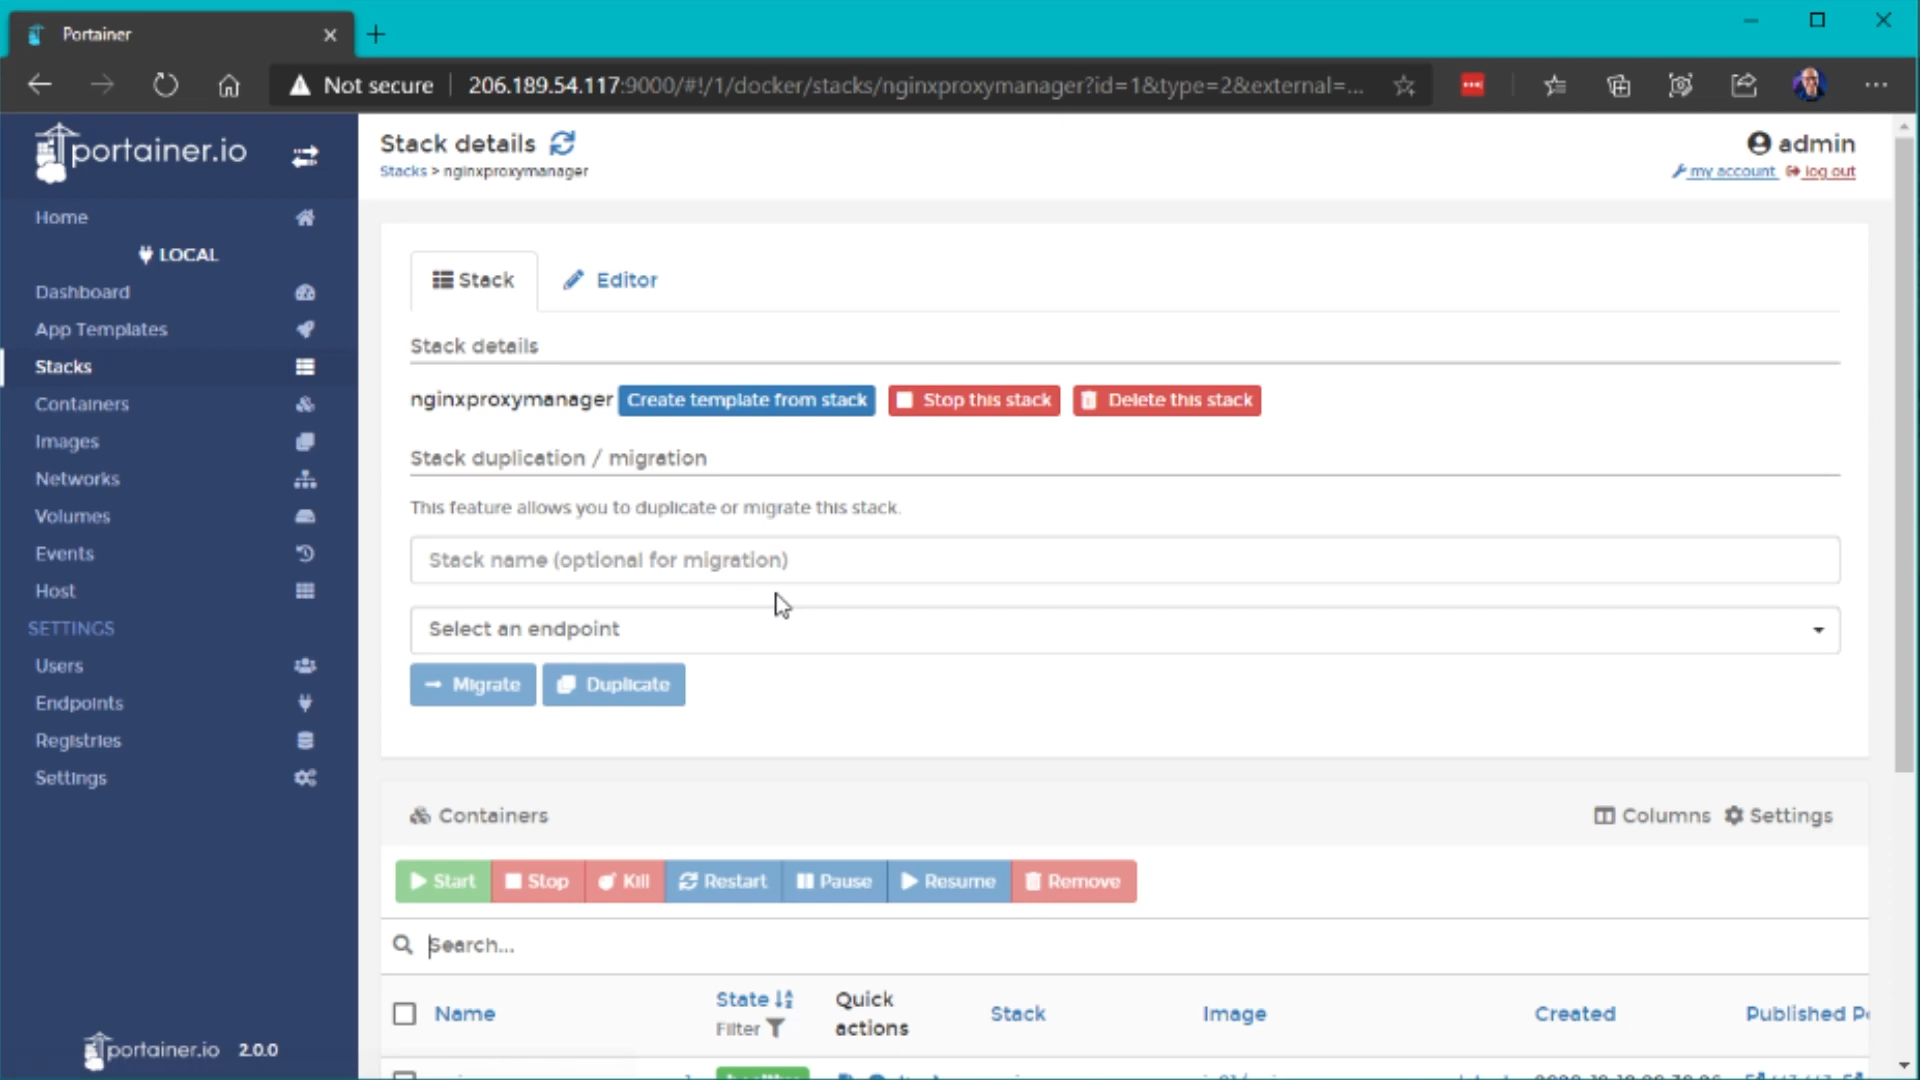 Portainer
Not secure 206.189.54.117:9000/#!/1/docker/stacks/nginxproxymanager?id=1&type=2&external=...
portainer.io
Stack details
Stacks > nginxproxymanager
admin
my account log out
Home
LOCAL
Dashboard
App Templates
Stacks
Containers
Images
Networks
Volumes
Events
Host
SETTINGS
Users
Endpoints
Registries
Settings
portainer.io 2.0.0
Stack Editor
Stack details
nginxproxymanager Create template from stack Stop this stack Delete this stack
Stack duplication / migration
This feature allows you to duplicate or migrate this stack.
Stack name (optional for migration)
Select an endpoint
Migrate Duplicate
Containers Columns Settings
Start Stop Kill Restart Pause Resume Remove
Search...
Name State Filter Quick actions Stack Image Created Published